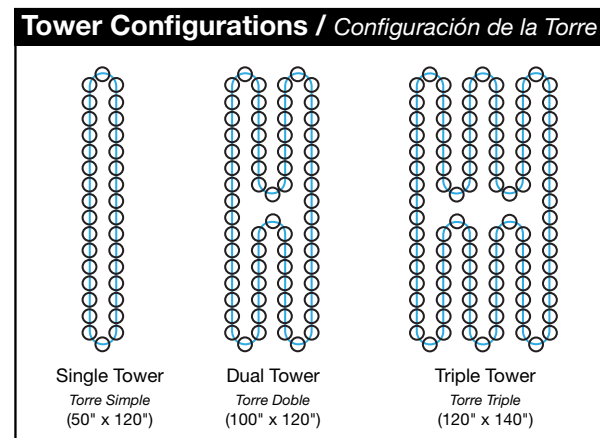 Tower Configurations / Configuración de la Torre
Single Tower
Torre Simple
(50" x 120")
Dual Tower
Torre Doble
(100" x 120")
Triple Tower
Torre Triple
(120" x 140")